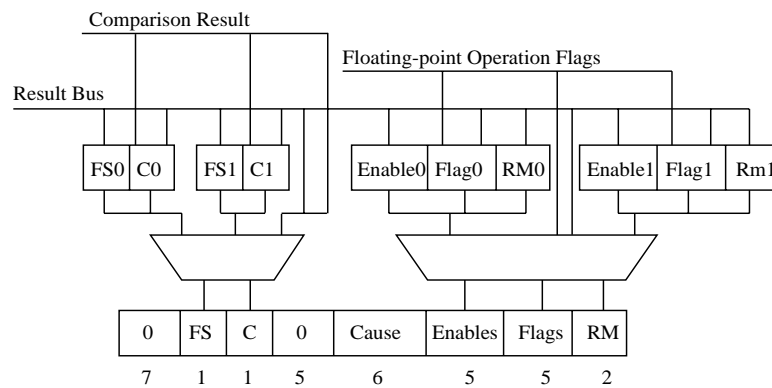 Comparison Result
Floating-point Operation Flags
Result Bus
FS0 C0 FS1 C1 Enable0 Flag0 RM0 Enable1 Flag1 Rm1
0 FS C 0 Cause Enables Flags RM
7 1 1 5 6 5 5 2